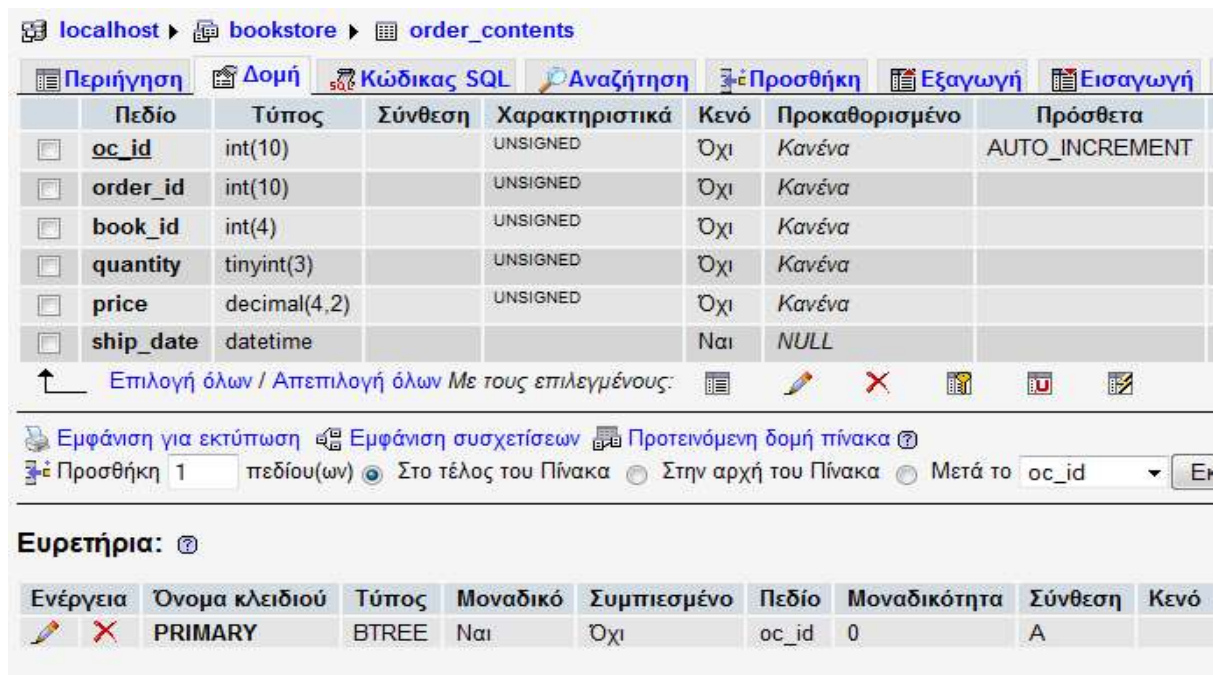 localhost bookstore order_contents
Περιήγηση Δομή Κώδικας SQL Αναζήτηση Προσθήκη Εξαγωγή Εισαγωγή
Πεδίο Τύπος Σύνθεση Χαρακτηριστικά Κενό Προκαθορισμένο Πρόσθετα
oc_id int(10) UNSIGNED Όχι Κανένα AUTO_INCREMENT
order_id int(10) UNSIGNED Όχι Κανένα
book_id int(4) UNSIGNED Όχι Κανένα
quantity tinyint(3) UNSIGNED Όχι Κανένα
price decimal(4,2) UNSIGNED Όχι Κανένα
ship_date datetime Ναι NULL
Επιλογή όλων / Απεπιλογή όλων Με τους επιλεγμένους:
Εμφάνιση για εκτύπωση Εμφάνιση συσχετίσεων Προτεινόμενη δομή πίνακα
Προσθήκη 1 πεδίου(ων) Στο τέλος του Πίνακα Στην αρχή του Πίνακα Μετά το oc_id
Ευρετήρια:
Ενέργεια Όνομα κλειδιού Τύπος Μοναδικό Συμπιεσμένο Πεδίο Μοναδικότητα Σύνθεση Κενό
PRIMARY BTREE Ναι Όχι oc_id 0 A